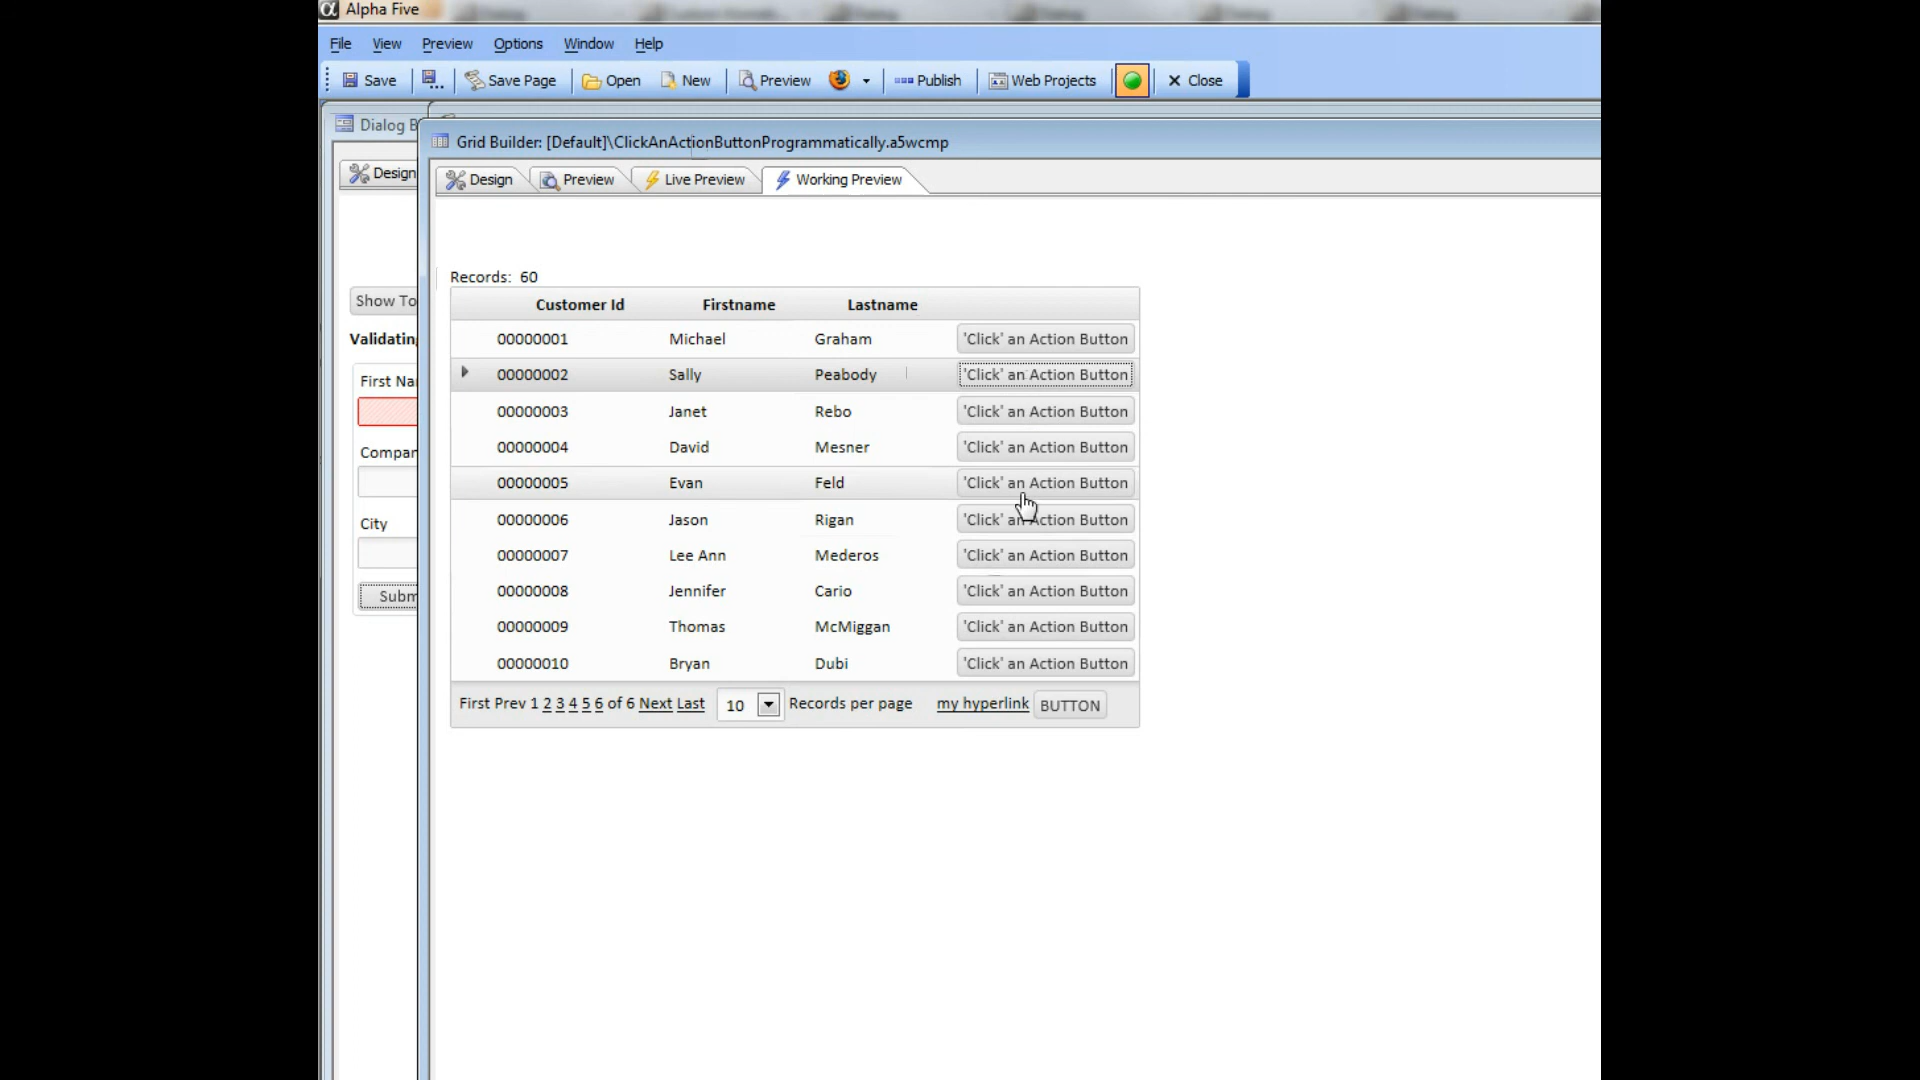 Alpha Five
File View Preview Options Window Help
Save Save Page Open New Preview Publish Web Projects Close
Dialog B
Grid Builder: [Default]\ClickAnActionButtonProgrammatically.a5wcmp
Design
Design Preview Live Preview Working Preview
Show To
Validating
First Na
Compan
City
Subm
Records: 60
Customer Id Firstname Lastname
00000001 Michael Graham 'Click' an Action Button
00000002 Sally Peabody 'Click' an Action Button
00000003 Janet Rebo 'Click' an Action Button
00000004 David Mesner 'Click' an Action Button
00000005 Evan Feld 'Click' an Action Button
00000006 Jason Rigan 'Click' an Action Button
00000007 Lee Ann Mederos 'Click' an Action Button
00000008 Jennifer Cario 'Click' an Action Button
00000009 Thomas McMiggan 'Click' an Action Button
00000010 Bryan Dubi 'Click' an Action Button
First Prev 1 2 3 4 5 6 of 6 Next Last 10 Records per page my hyperlink BUTTON